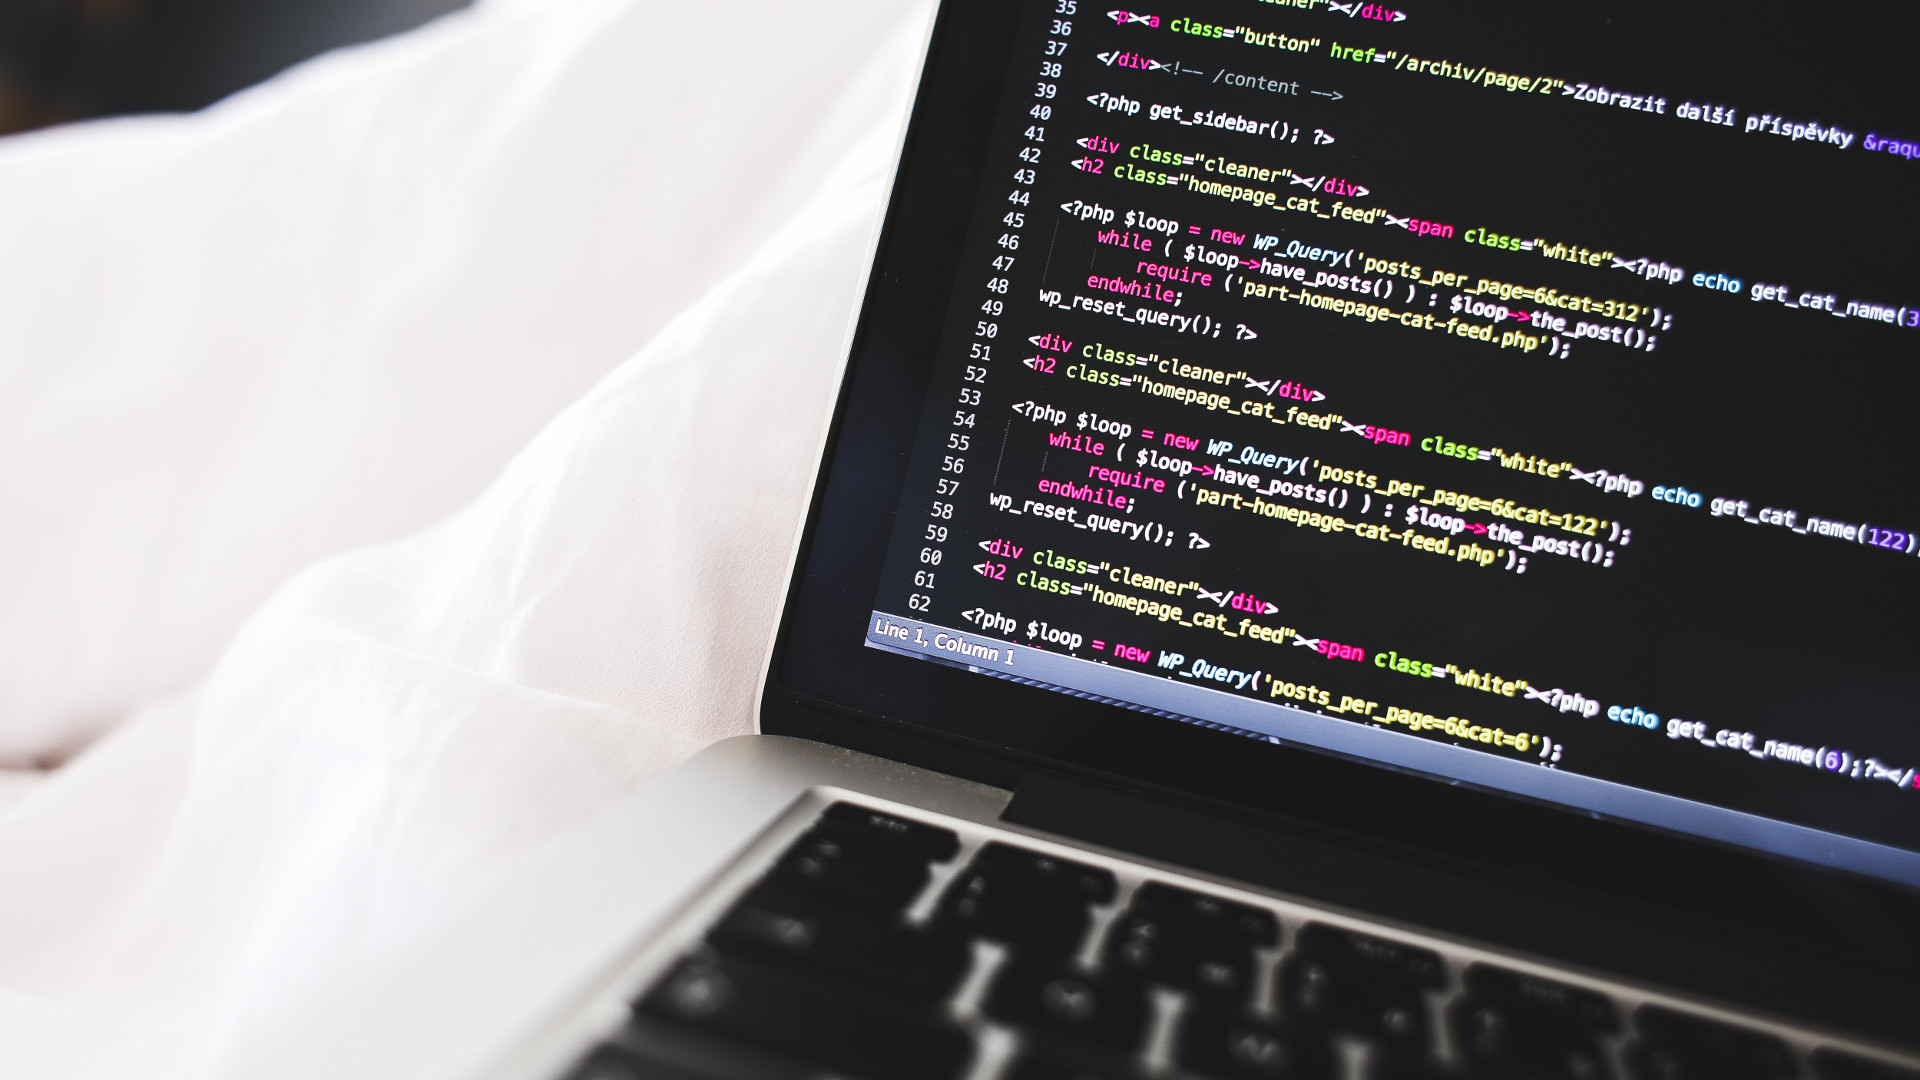 35 cleaner"></div>
36 <p><a class="button" href="/archiv/page/2">Zobrazit další příspěvky &raqu
37
38 </div><!-- /content -->
39
40 <?php get_sidebar(); ?>
41
42 <div class="cleaner"></div>
43 <h2 class="homepage_cat_feed"><span class="white"><?php echo get_cat_name(3
44
45 <?php $loop = new WP_Query('posts_per_page=6&cat=312');
46 while ( $loop->have_posts() ) : $loop->the_post();
47 require ('part-homepage-cat-feed.php');
48 endwhile;
49 wp_reset_query(); ?>
50
51 <div class="cleaner"></div>
52 <h2 class="homepage_cat_feed"><span class="white"><?php echo get_cat_name(122);
53
54 <?php $loop = new WP_Query('posts_per_page=6&cat=122');
55 while ( $loop->have_posts() ) : $loop->the_post();
56 require ('part-homepage-cat-feed.php');
57 endwhile;
58 wp_reset_query(); ?>
59
60 <div class="cleaner"></div>
61 <h2 class="homepage_cat_feed"><span class="white"><?php echo get_cat_name(6);?></s
62
<?php $loop = new WP_Query('posts_per_page=6&cat=6');
Line 1, Column 1